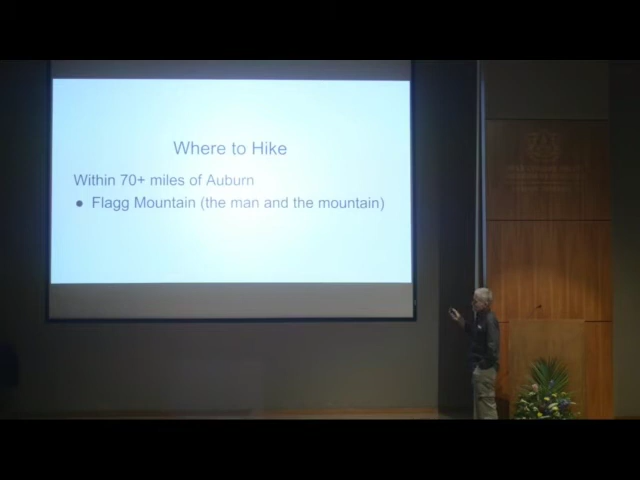 Where to Hike
Within 70+ miles of Auburn
● Flagg Mountain (the man and the mountain)